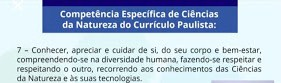 Competência Específica de Ciências
da Natureza do Currículo Paulista:
7 – Conhecer, apreciar e cuidar de si, do seu corpo e bem-estar,
compreendendo-se na diversidade humana, fazendo-se respeitar e
respeitando o outro, recorrendo aos conhecimentos das Ciências
da Natureza e às suas tecnologias.